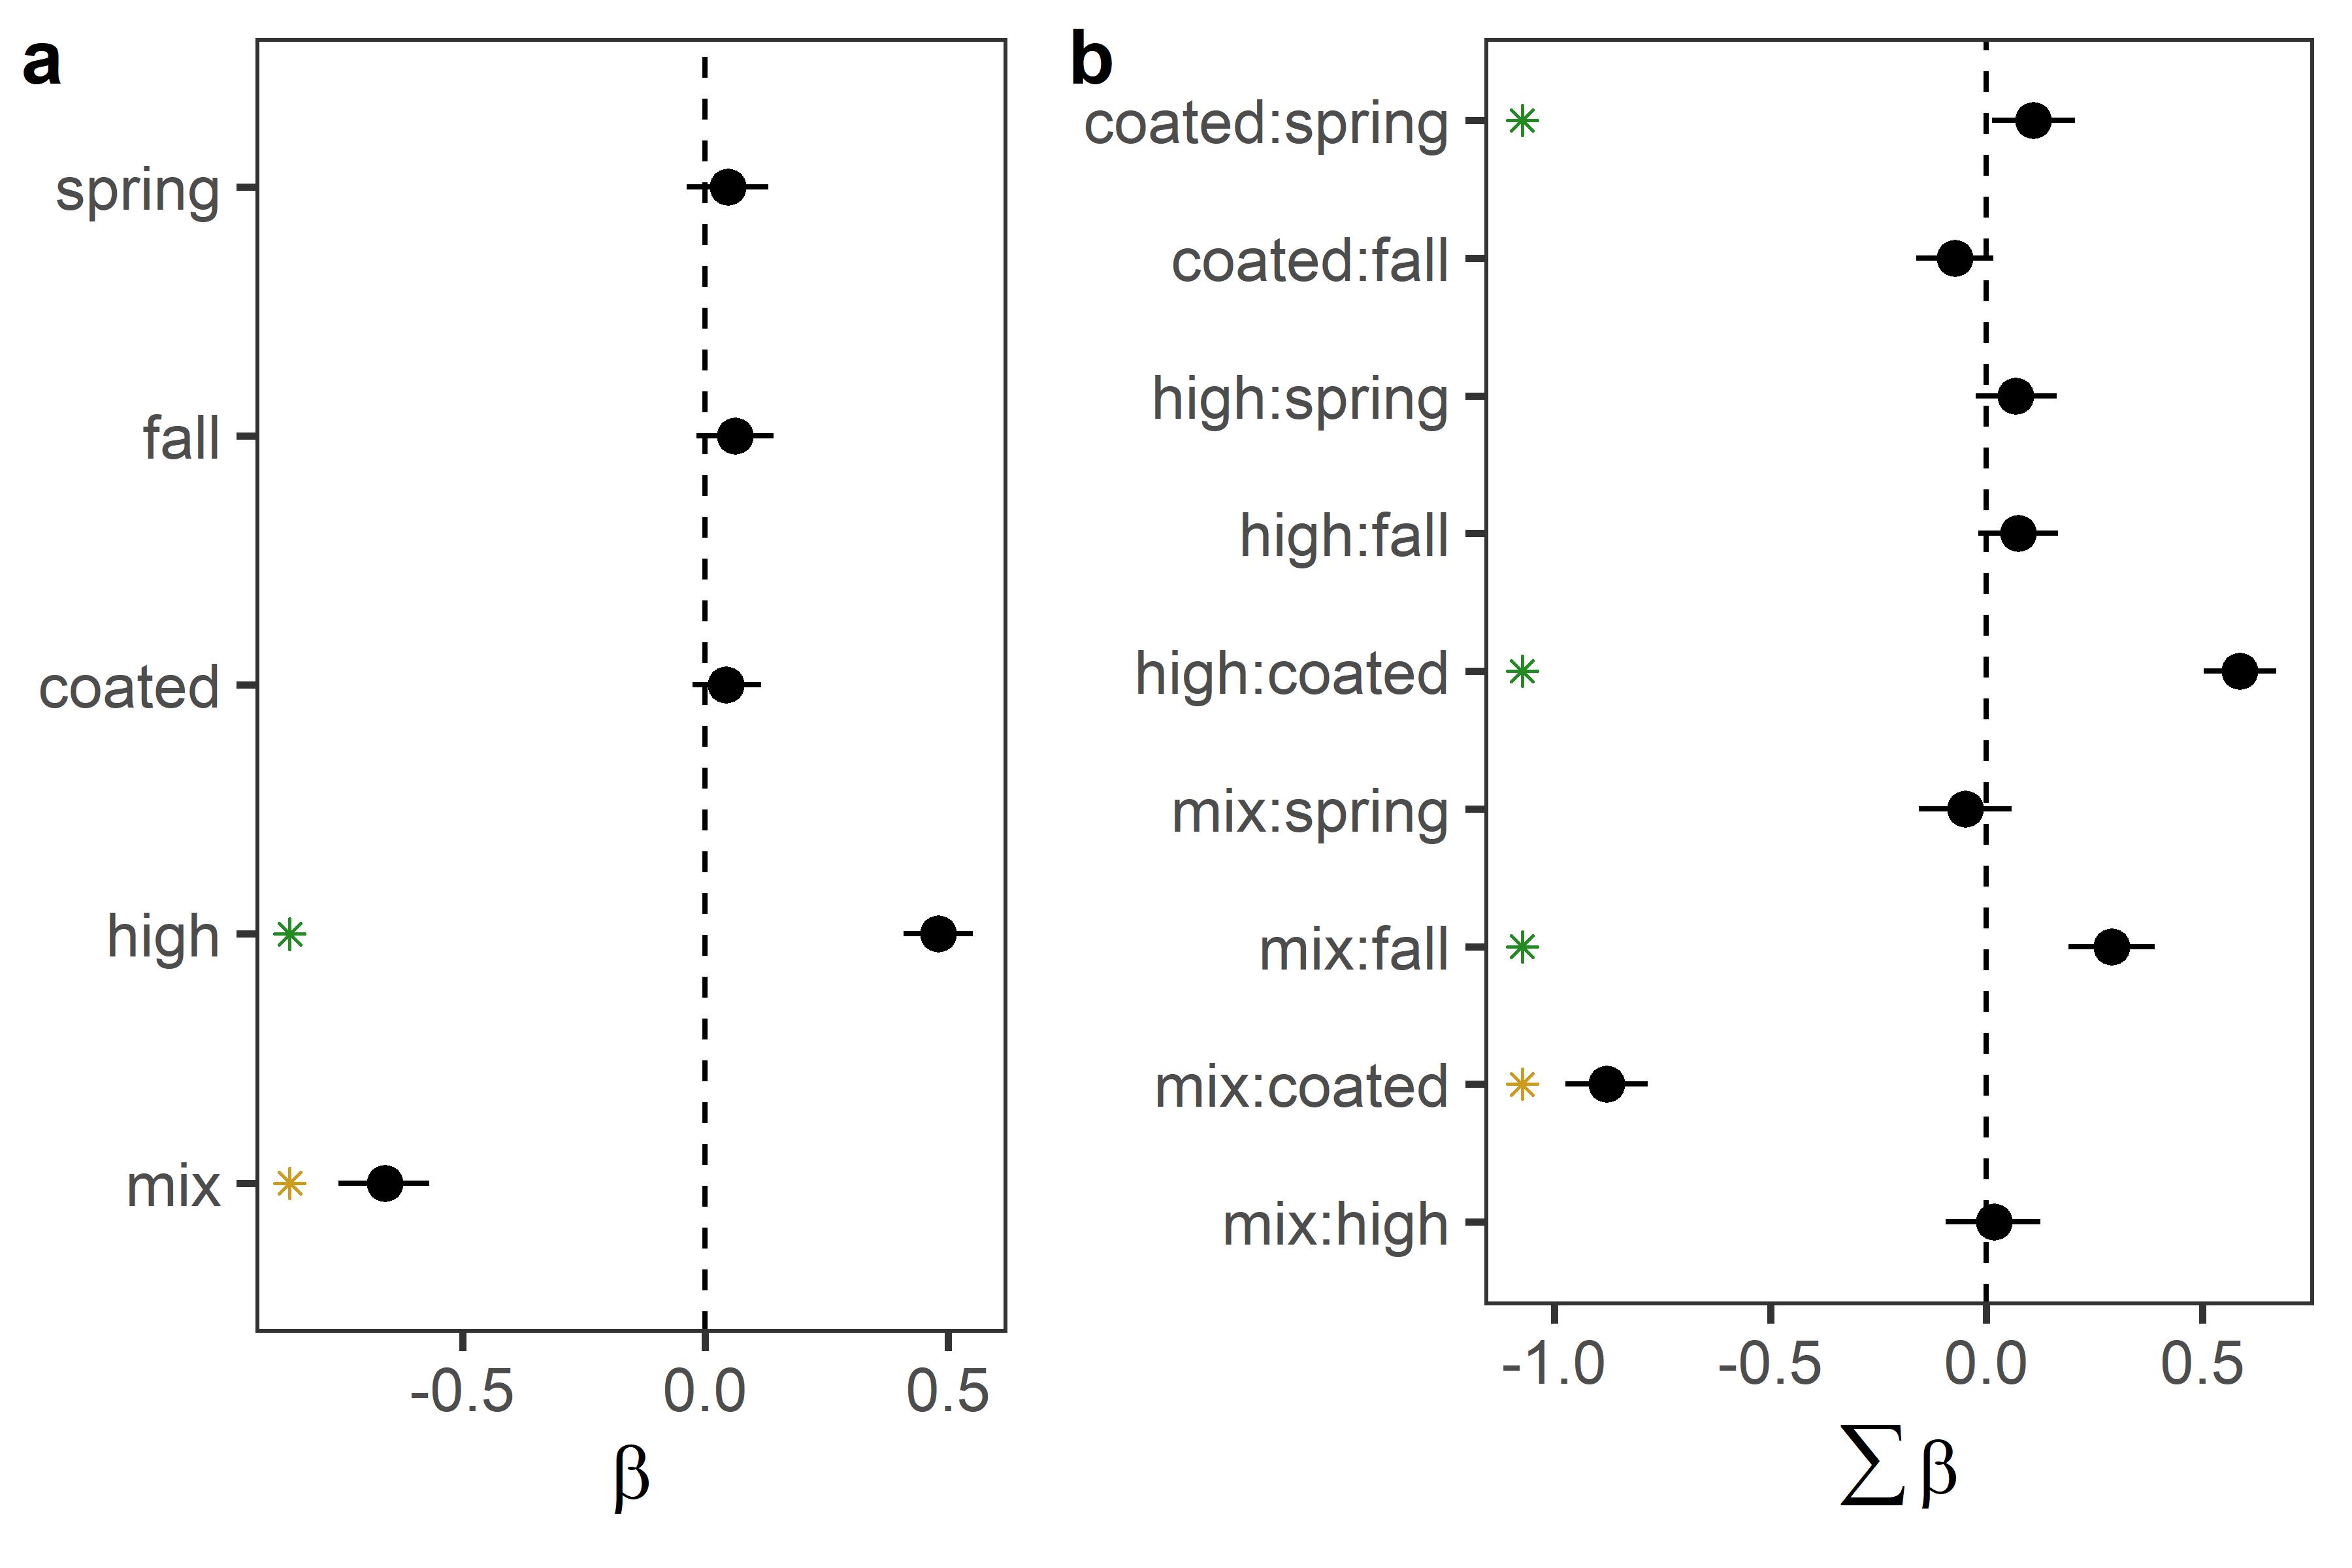 a
spring
fall
coated
high
mix
-0.5 0.0 0.5
β
b
coated:spring
coated:fall
high:spring
high:fall
high:coated
mix:spring
mix:fall
mix:coated
mix:high
-1.0 -0.5 0.0 0.5
∑β